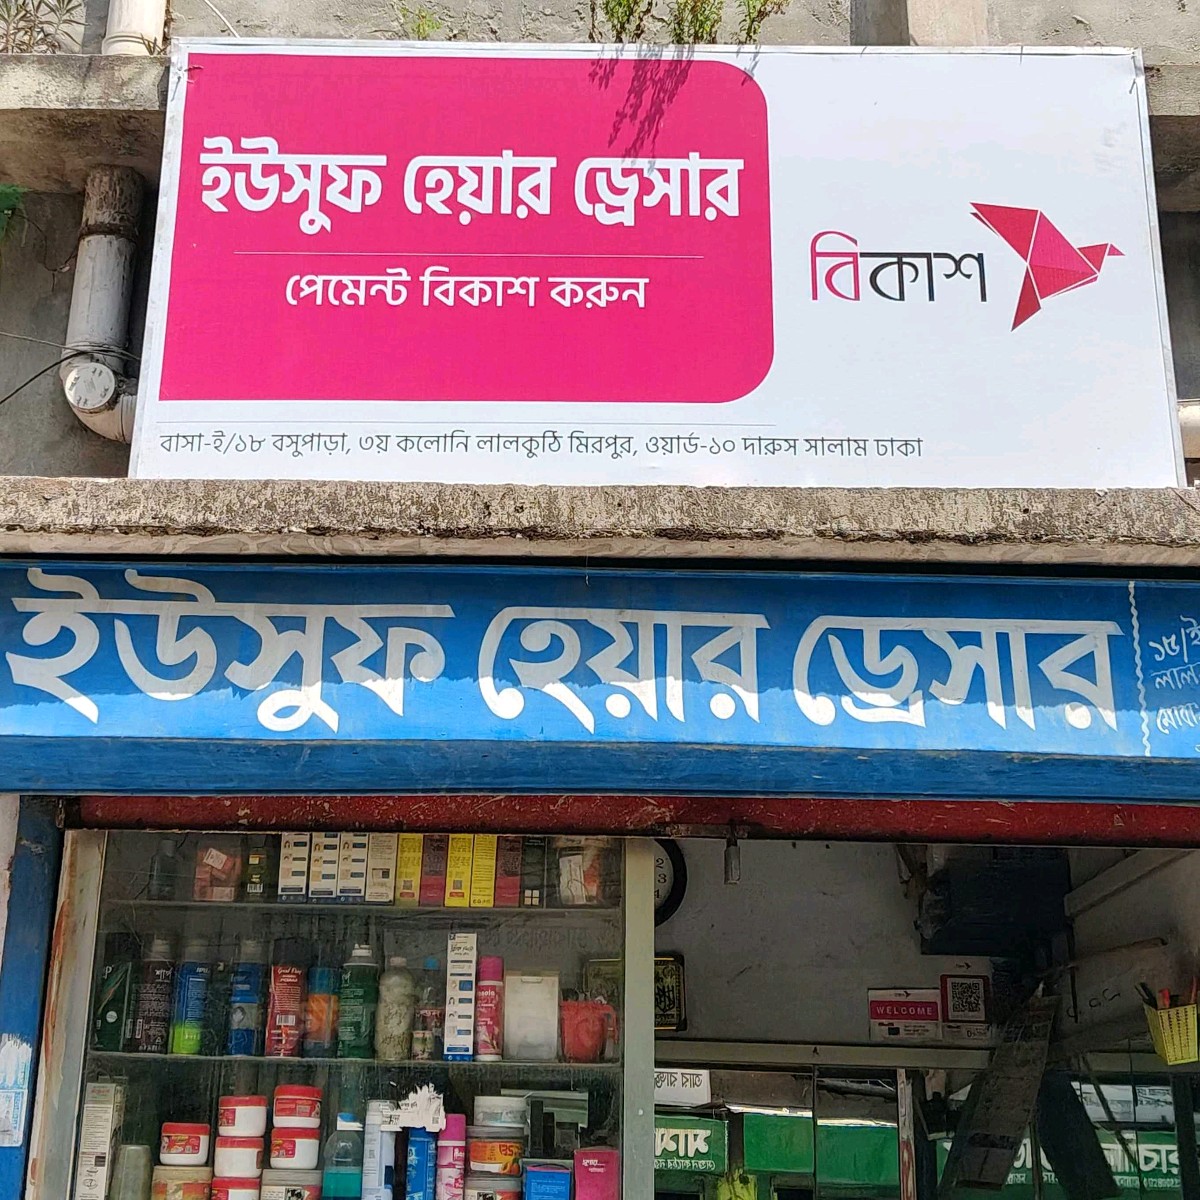 ইউসুফ হেয়ার ড্রেসার
পেমেন্ট বিকাশ করুন
বিকাশ
বাসা-ই/১৮ বসুপাড়া, ৩য় কলোনি লালকুঠি মিরপুর, ওয়ার্ড-১০ দারুস সালাম ঢাকা
ইউসুফ হেয়ার ড্রেসার
WELCOME